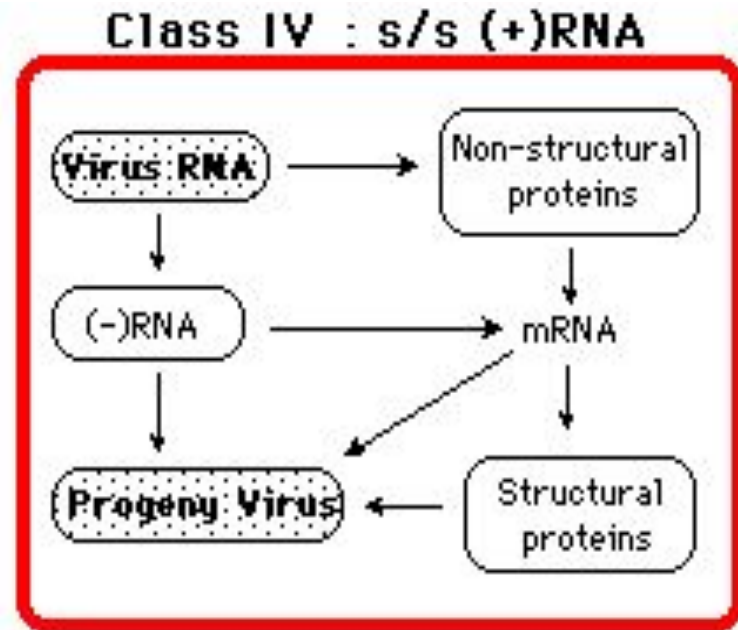 Class IV : s/s (+)RNA
Virus RNA
Non-structural
proteins
(-)RNA
mRNA
Progeny Virus
Structural
proteins